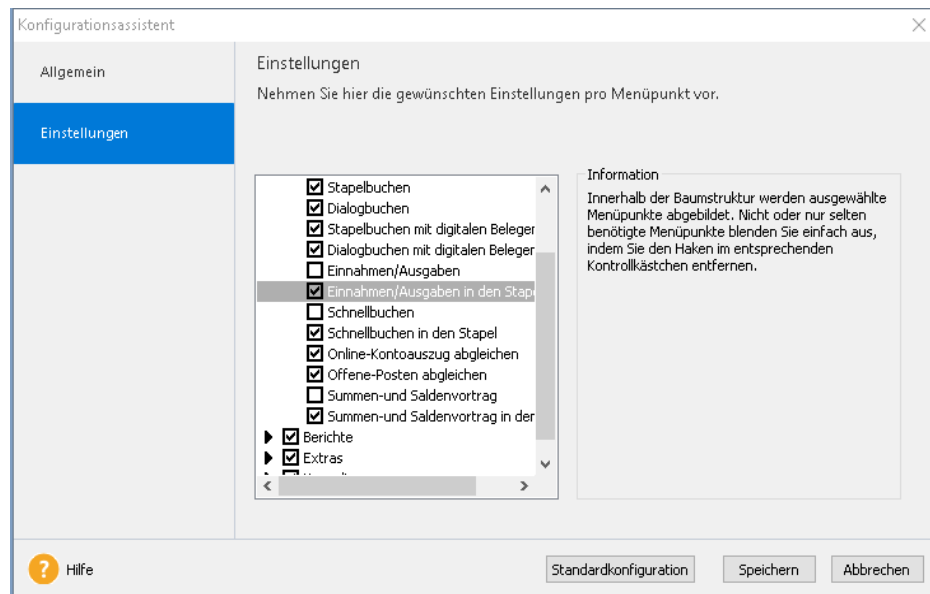 Konfigurationsassistent
Allgemein
Einstellungen
Einstellungen
Nehmen Sie hier die gewünschten Einstellungen pro Menüpunkt vor.
Stapelbuchen
Dialogbuchen
Stapelbuchen mit digitalen Belegen
Dialogbuchen mit digitalen Belegen
Einnahmen/Ausgaben
Einnahmen/Ausgaben in den Stape
Schnellbuchen
Schnellbuchen in den Stapel
Online-Kontoauszug abgleichen
Offene-Posten abgleichen
Summen-und Saldenvortrag
Summen-und Saldenvortrag in der
Berichte
Extras
Information
Innerhalb der Baumstruktur werden ausgewählte
Menüpunkte abgebildet. Nicht oder nur selten
benötigte Menüpunkte blenden Sie einfach aus,
indem Sie den Haken im entsprechenden
Kontrollkästchen entfernen.
? Hilfe
Standardkonfiguration
Speichern
Abbrechen